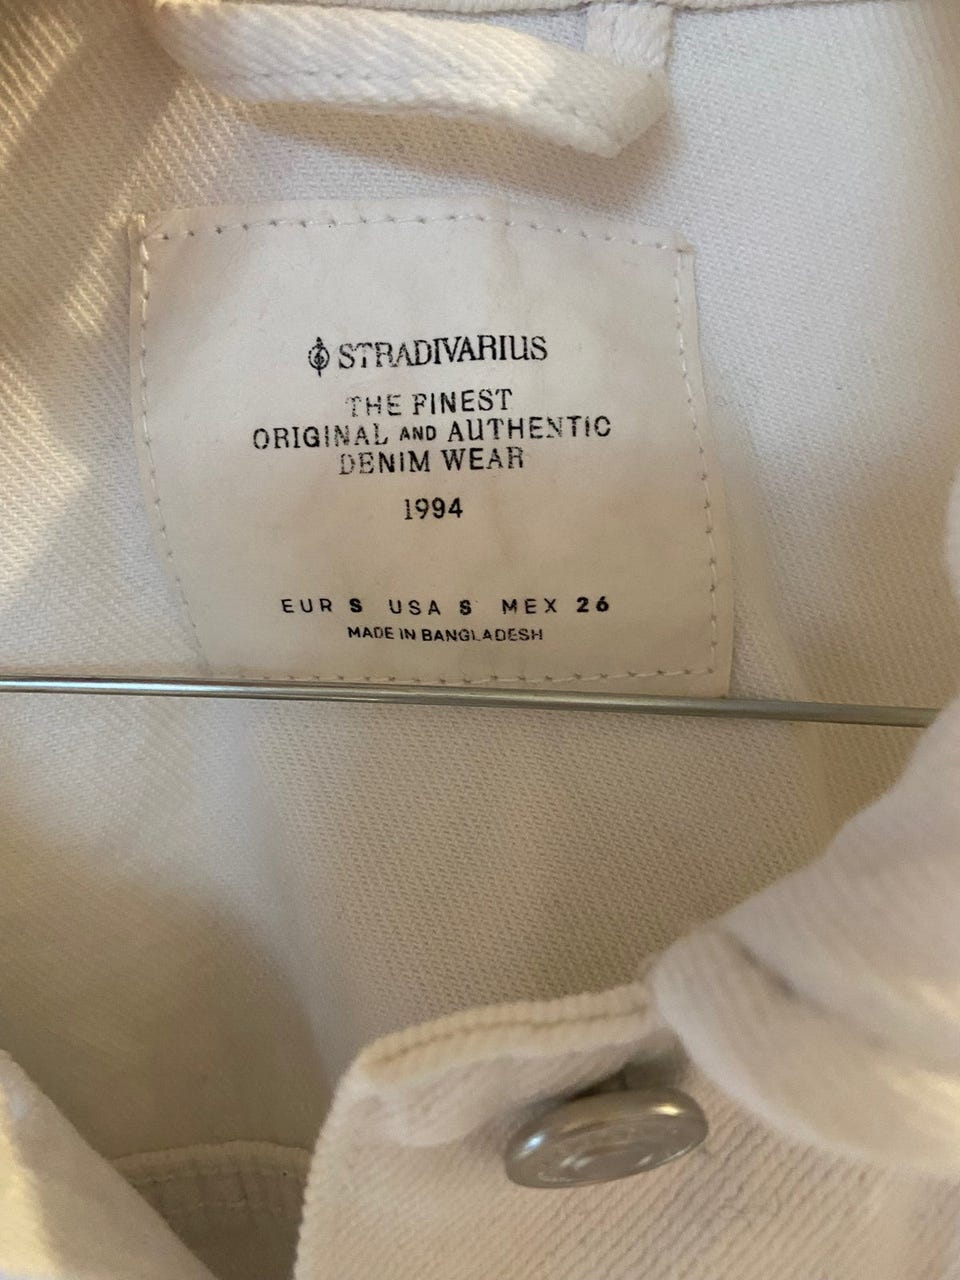 STRADIVARIUS
THE FINEST
ORIGINAL AND AUTHENTIC
DENIM WEAR
1994
EUR S USA S MEX 26
MADE IN BANGLADESH